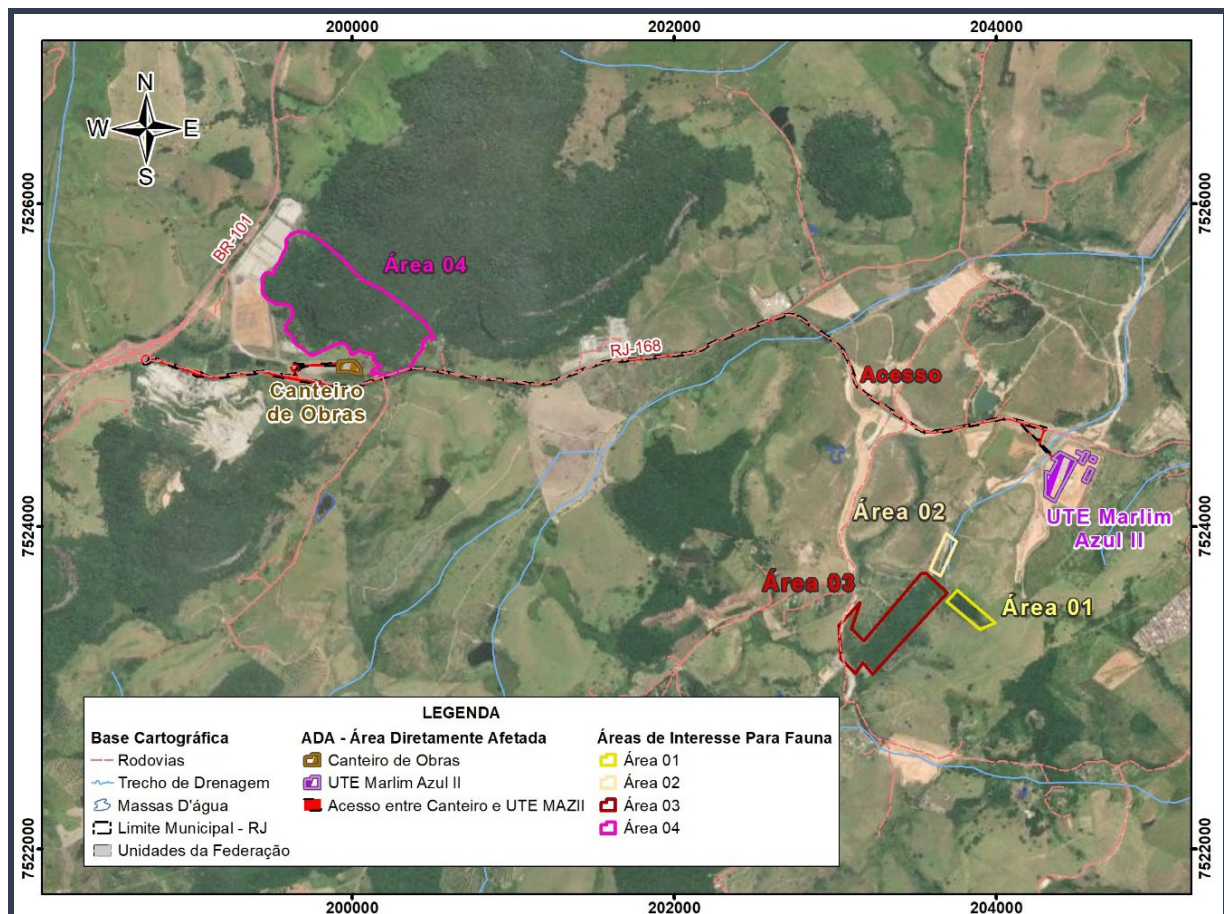 200000
202000
204000
N
W
E
S
7526000
7526000
BR-101
Área 04
RJ-168
Acesso
Canteiro
de Obras
7524000
7524000
Área 02
UTE Marlim
Azul II
Área 03
Área 01
LEGENDA
Base Cartográfica
Rodovias
Trecho de Drenagem
Massas D'água
Limite Municipal - RJ
Unidades da Federação
ADA - Área Diretamente Afetada
Canteiro de Obras
UTE Marlim Azul II
Acesso entre Canteiro e UTE MAZII
Áreas de Interesse Para Fauna
Área 01
Área 02
Área 03
Área 04
7522000
7522000
200000
202000
204000